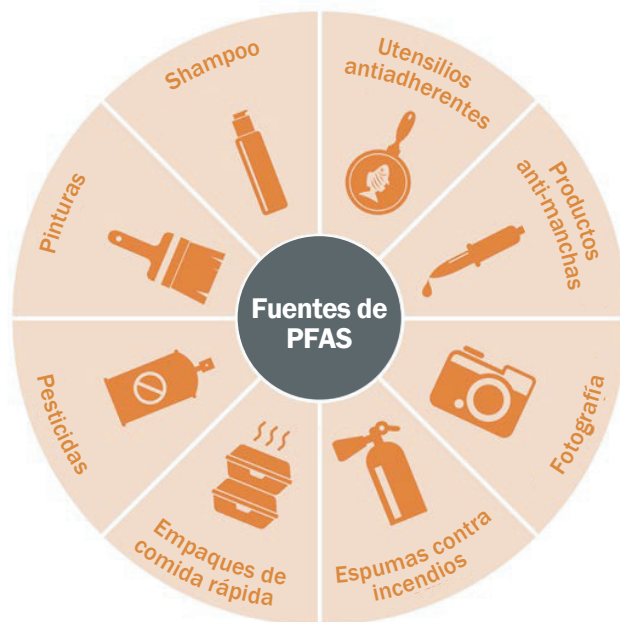 Shampoo
Utensilios
antiadherentes
Productos
anti-manchas
Fotografía
Espumas contra
incendios
Empaques de
comida rápida
Pesticidas
Pinturas
Fuentes de
PFAS